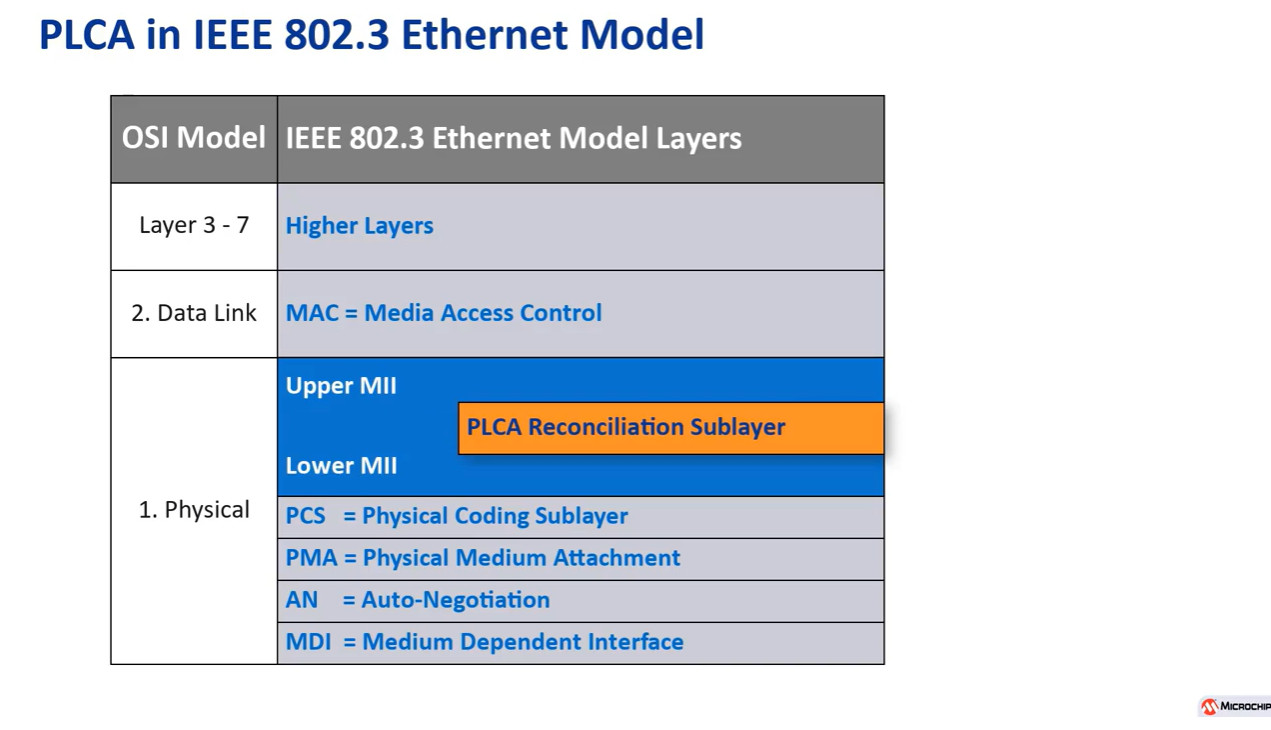 PLCA in IEEE 802.3 Ethernet Model
OSI Model
IEEE 802.3 Ethernet Model Layers
Layer 3 - 7
Higher Layers
2. Data Link
MAC = Media Access Control
1. Physical
Upper MII
PLCA Reconciliation Sublayer
Lower MII
PCS = Physical Coding Sublayer
PMA = Physical Medium Attachment
AN = Auto-Negotiation
MDI = Medium Dependent Interface
MICROCHIP